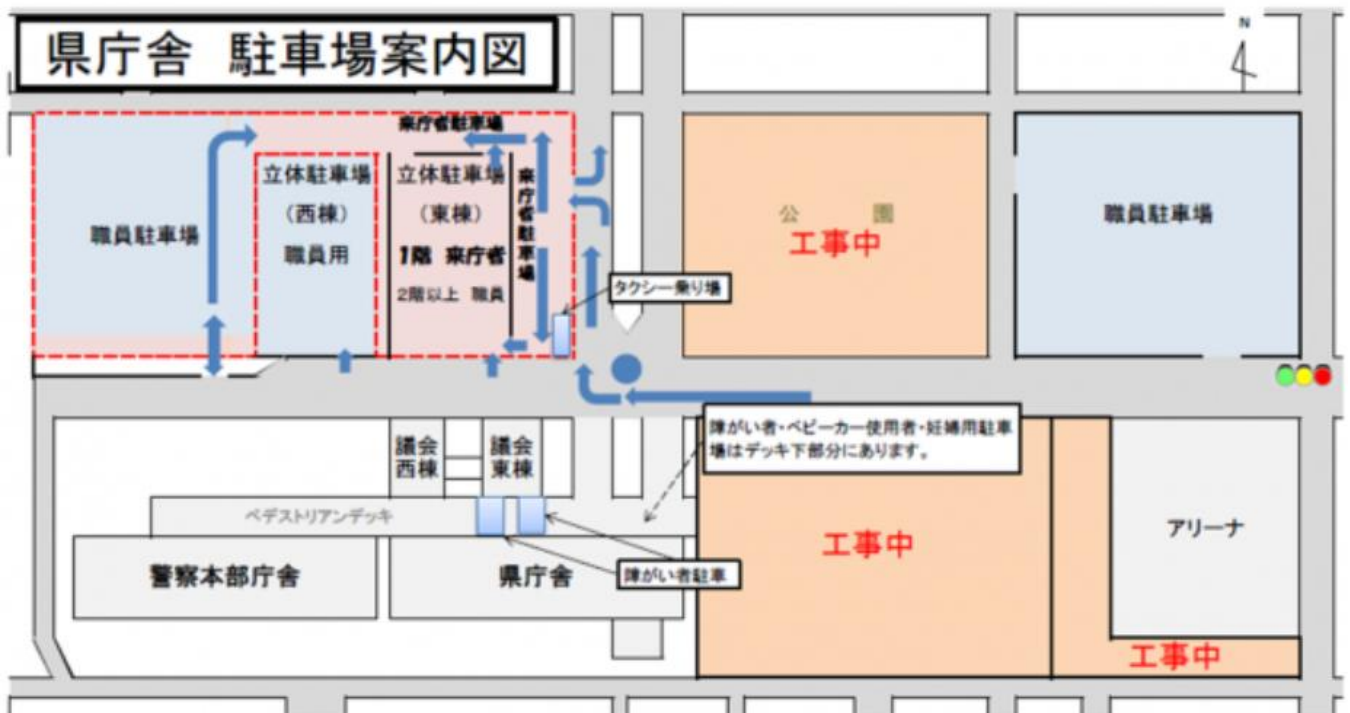 県庁舎 駐車場案内図
N
来庁者駐車場
立体駐車場
(西棟)
職員用
立体駐車場
(東棟)
1階 来庁者
2階以上 職員
来庁者駐車場
職員駐車場
公 園
工事中
職員駐車場
タクシー乗り場
障がい者・ベビーカー使用者・妊婦用駐車
場はデッキ下部分にあります。
議会
西棟
議会
東棟
ペデストリアンデッキ
工事中
アリーナ
警察本部庁舎
県庁舎
障がい者駐車
工事中